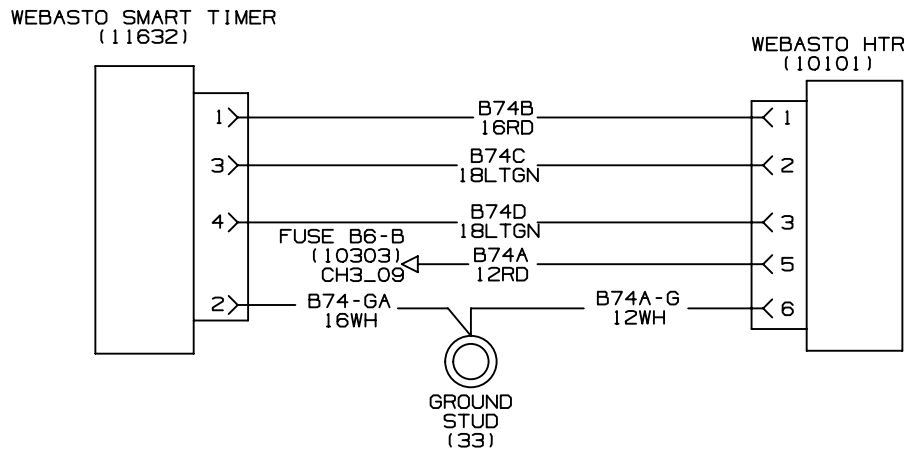 WEBASTO SMART TIMER
(11632)
WEBASTO HTR
(10101)
1
B74B
16RD
1
3
B74C
18LTGN
2
4
B74D
18LTGN
3
FUSE B6-B
(10303)
CH3_09
B74A
12RD
5
2
B74-GA
16WH
B74A-G
12WH
6
GROUND
STUD
(33)